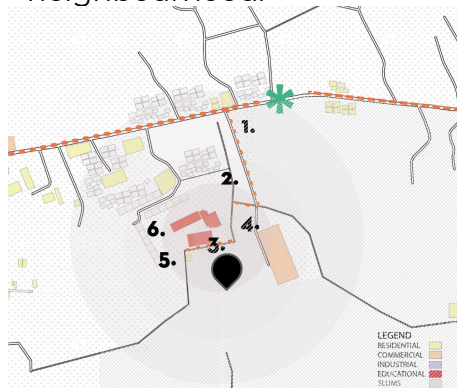 neighbourhood.
1.
2.
4.
6.
3.
5.
LEGEND
RESIDENTIAL
COMMERCIAL
INDUSTRIAL
EDUCATIONAL
SLUMS